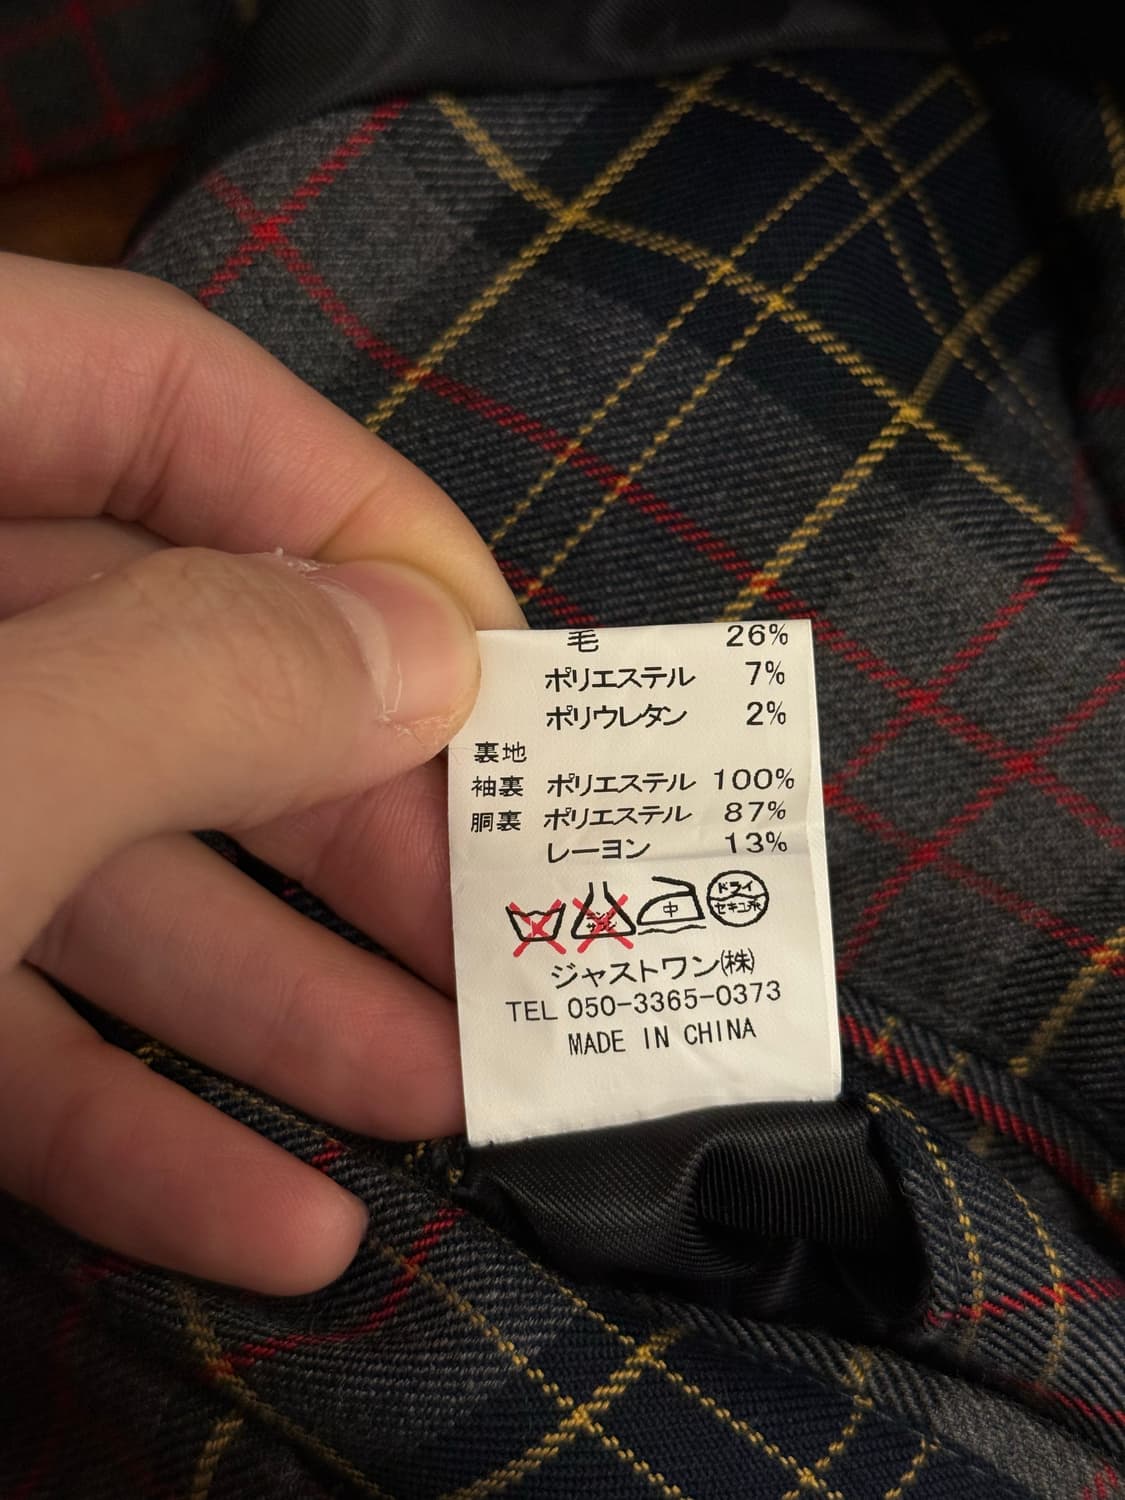 毛 26%
ポリエステル 7%
ポリウレタン 2%
裏地
袖裏 ポリエステル 100%
胴裏 ポリエステル 87%
レーヨン 13%
中 ドライ
セキユ系
ジャストワン㈱
TEL 050-3365-0373
MADE IN CHINA